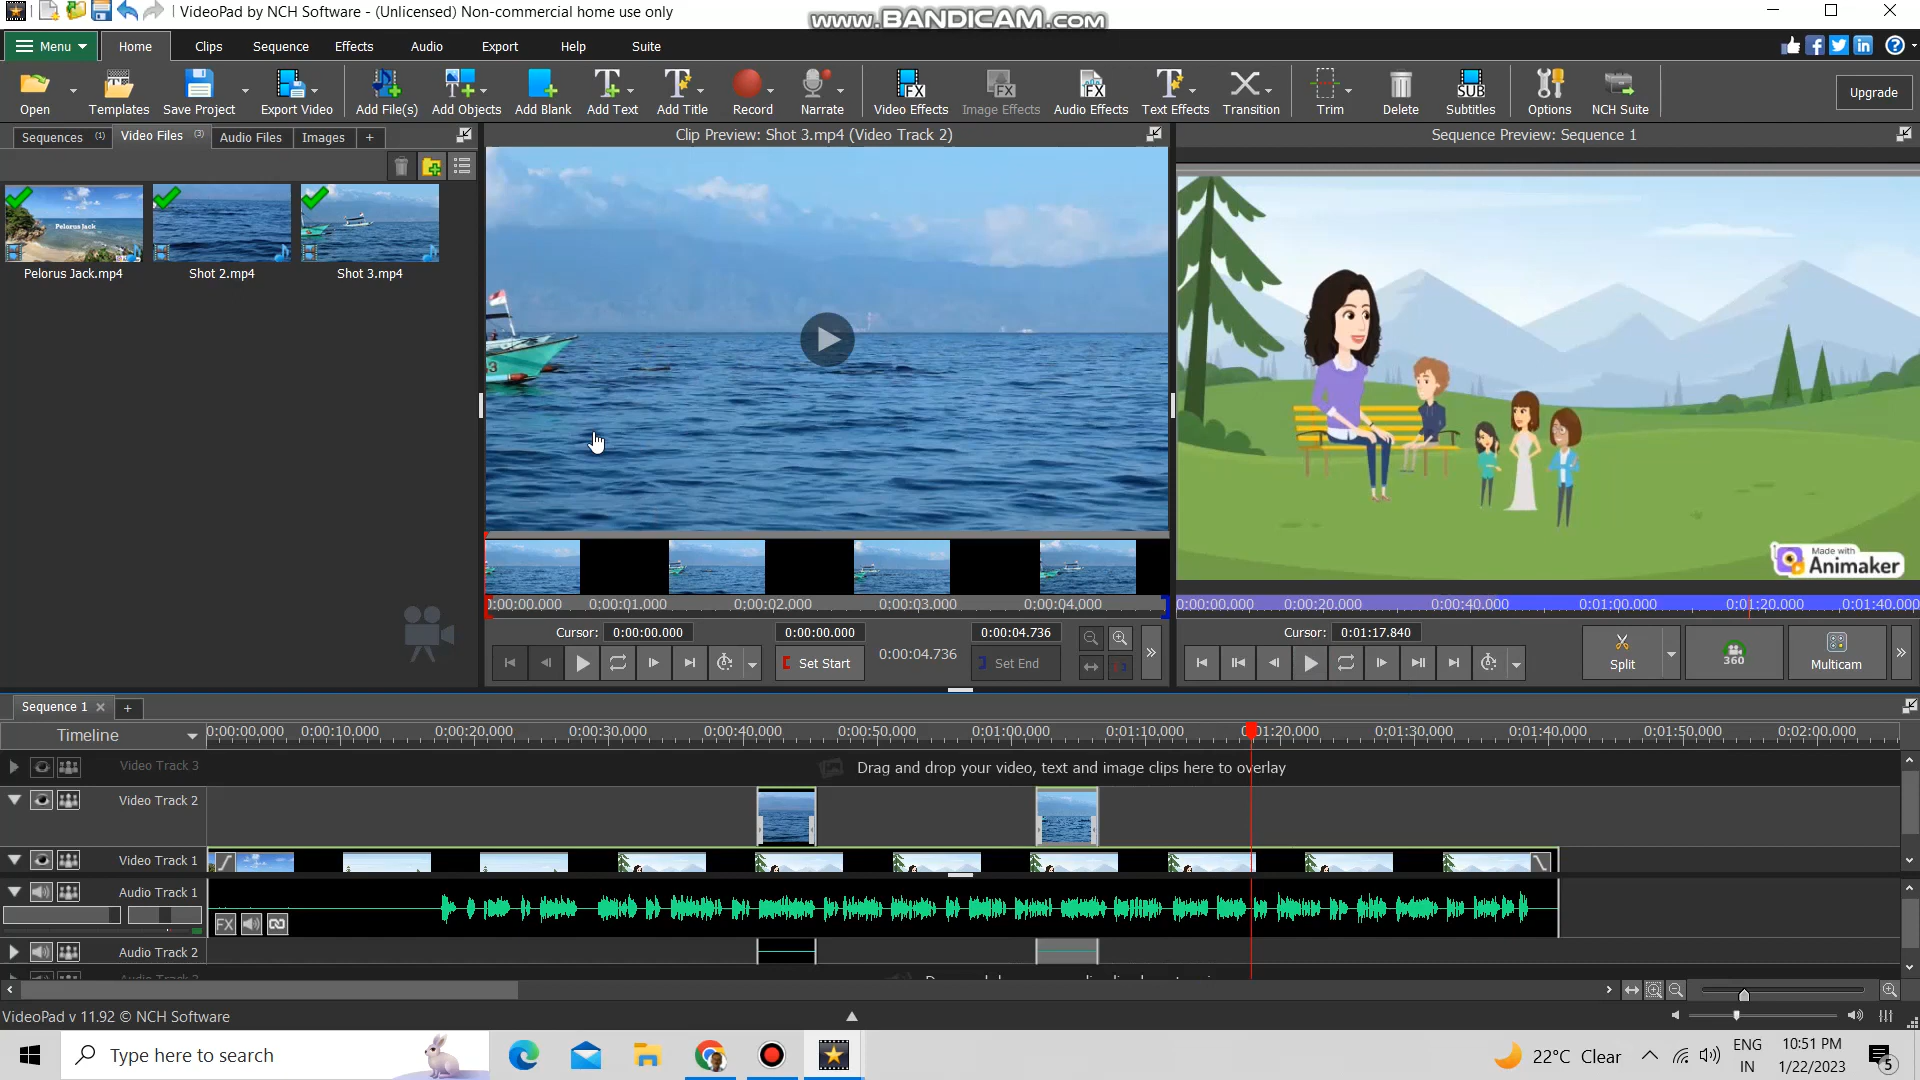 VideoPad by NCH Software - (Unlicensed) Non-commercial home use only
www.BANDICAM.com
Menu Home Clips Sequence Effects Audio Export Help Suite
Open Templates Save Project Export Video Add File(s) Add Objects Add Blank Add Text Add Title Record Narrate Video Effects Image Effects Audio Effects Text Effects Transition Trim Delete Subtitles Options NCH Suite Upgrade
Sequences (1) Video Files (3) Audio Files Images +
Clip Preview: Shot 3.mp4 (Video Track 2)
Sequence Preview: Sequence 1
Pelorus Jack
Pelorus Jack.mp4 Shot 2.mp4 Shot 3.mp4
Made with
Animaker
0:00:00.000 0:00:01.000 0:00:02.000 0:00:03.000 0:00:04.000
0:00:00.000 0:00:20.000 0:00:40.000 0:01:00.000 0:01:20.000 0:01:40.000
Cursor: 0:00:00.000 0:00:00.000 0:00:04.736
Set Start 0:00:04.736 Set End
Cursor: 0:01:17.840
Split 360 Multicam
Sequence 1 +
Timeline 0:00:00.000 0:00:10.000 0:00:20.000 0:00:30.000 0:00:40.000 0:00:50.000 0:01:00.000 0:01:10.000 0:01:20.000 0:01:30.000 0:01:40.000 0:01:50.000 0:02:00.000
Video Track 3 Drag and drop your video, text and image clips here to overlay
Video Track 2
Video Track 1
Audio Track 1
FX
Audio Track 2
VideoPad v 11.92 © NCH Software
Type here to search
22°C Clear
ENG
IN
10:51 PM
1/22/2023
5